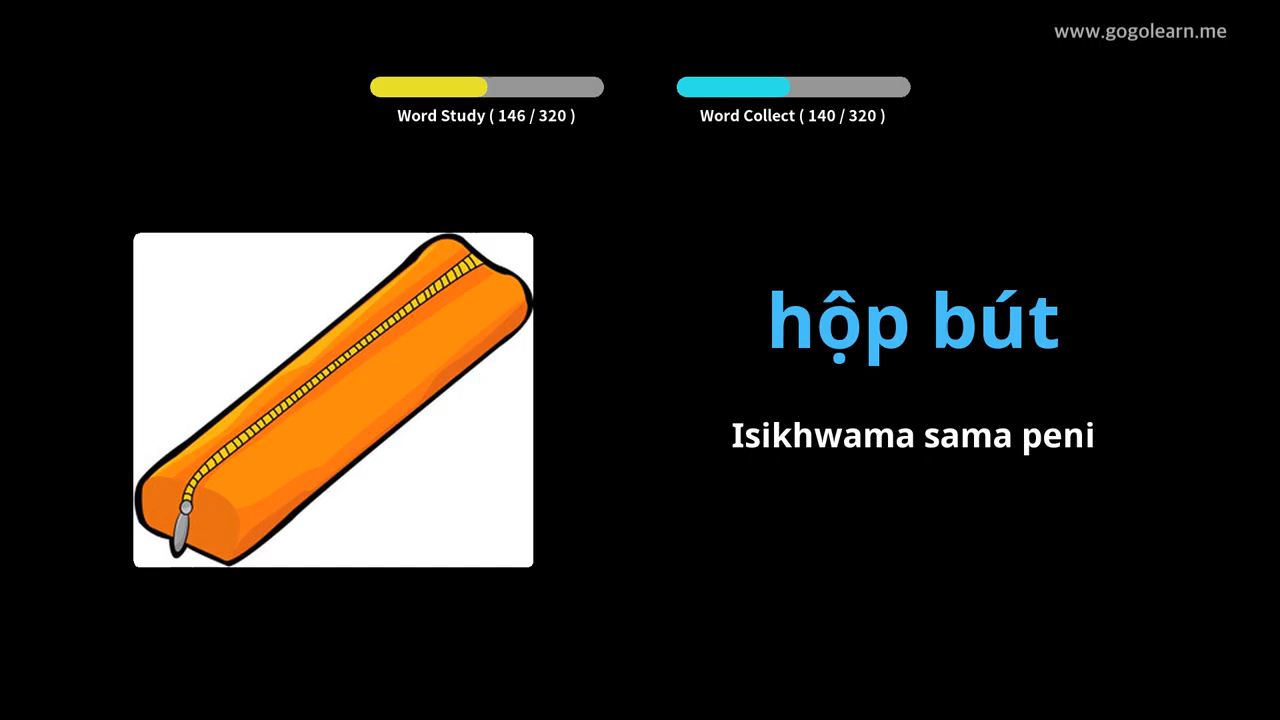 www.gogolearn.me
Word Study ( 146 / 320 )
Word Collect ( 140 / 320 )
hộp bút
Isikhwama sama peni